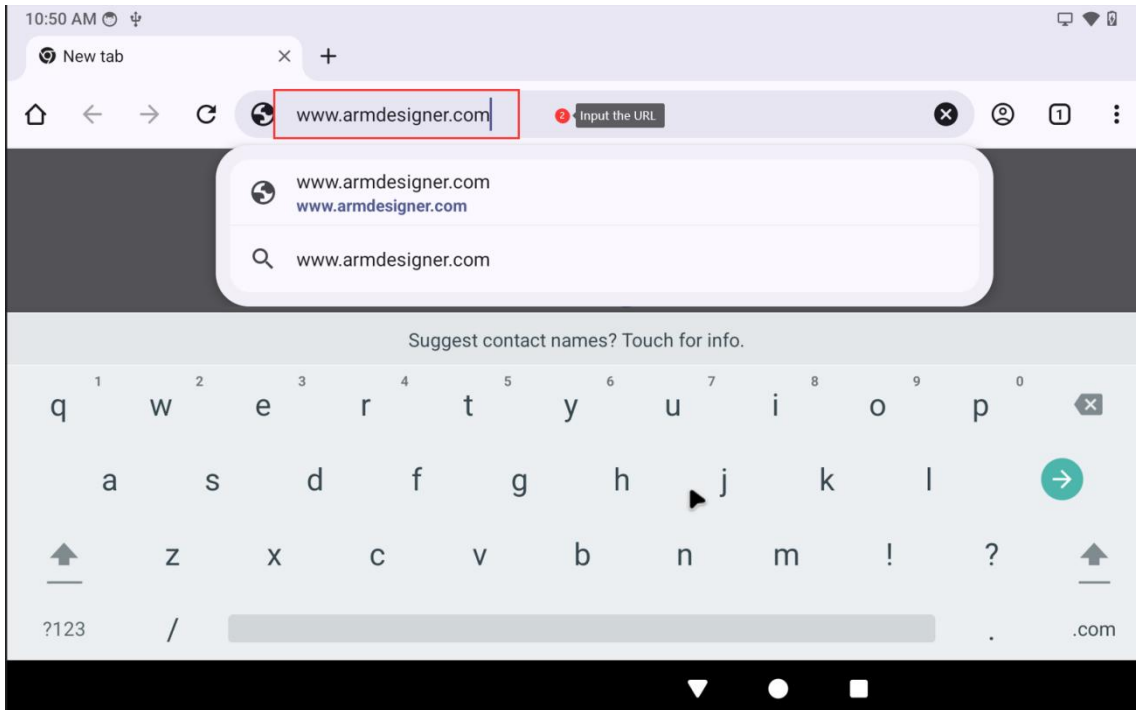 10:50 AM
New tab
www.armdesigner.com
2 Input the URL
1
www.armdesigner.com
www.armdesigner.com
www.armdesigner.com
Suggest contact names? Touch for info.
1 2 3 4 5 6 7 8 9 0
q w e r t y u i o p
a s d f g h j k l
z x c v b n m ! ?
?123 / . .com